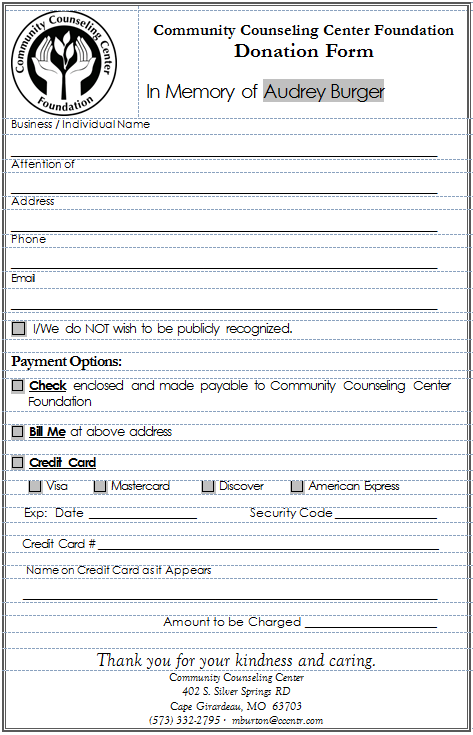 Community Counseling Center
Foundation
Community Counseling Center Foundation
Donation Form
In Memory of Audrey Burger
Business / Individual Name
Attention of
Address
Phone
Email
I/We do NOT wish to be publicly recognized.
Payment Options:
Check enclosed and made payable to Community Counseling Center
Foundation
Bill Me at above address
Credit Card
Visa Mastercard Discover American Express
Exp: Date Security Code
Credit Card #
Name on Credit Card as it Appears
Amount to be Charged
Thank you for your kindness and caring.
Community Counseling Center
402 S. Silver Springs RD
Cape Girardeau, MO 63703
(573) 332-2795 · mburton@cccntr.com